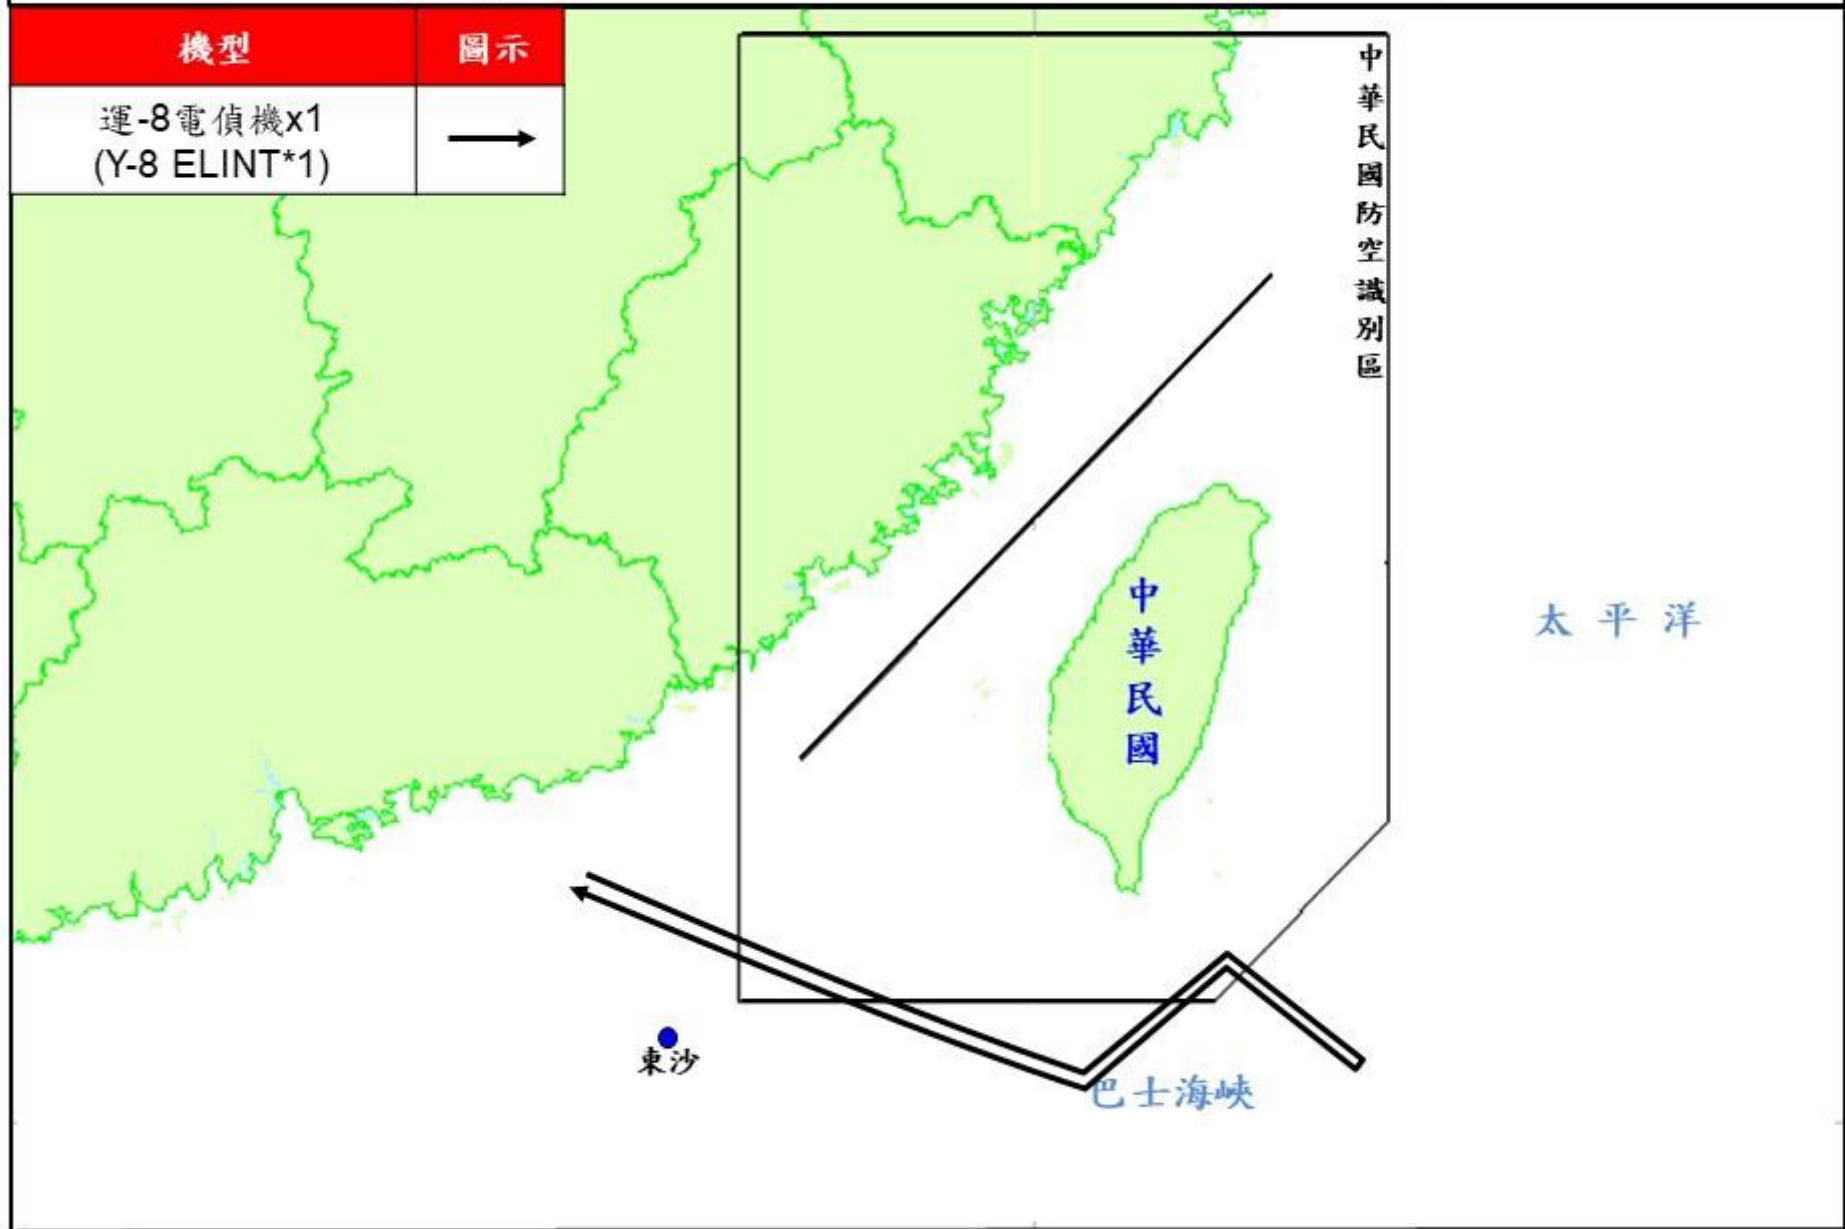 機型
圖示
運-8電偵機x1
(Y-8 ELINT*1)
中華民國防空識別區
中華民國
太平洋
東沙
巴士海峽